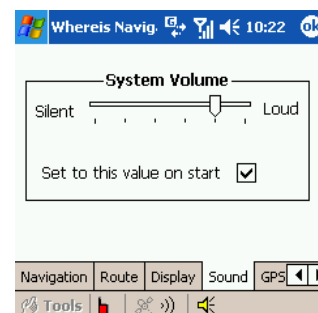 Whereis Navig. 10:22 ok
System Volume
Silent Loud
Set to this value on start
Navigation Route Display Sound GPS
Tools